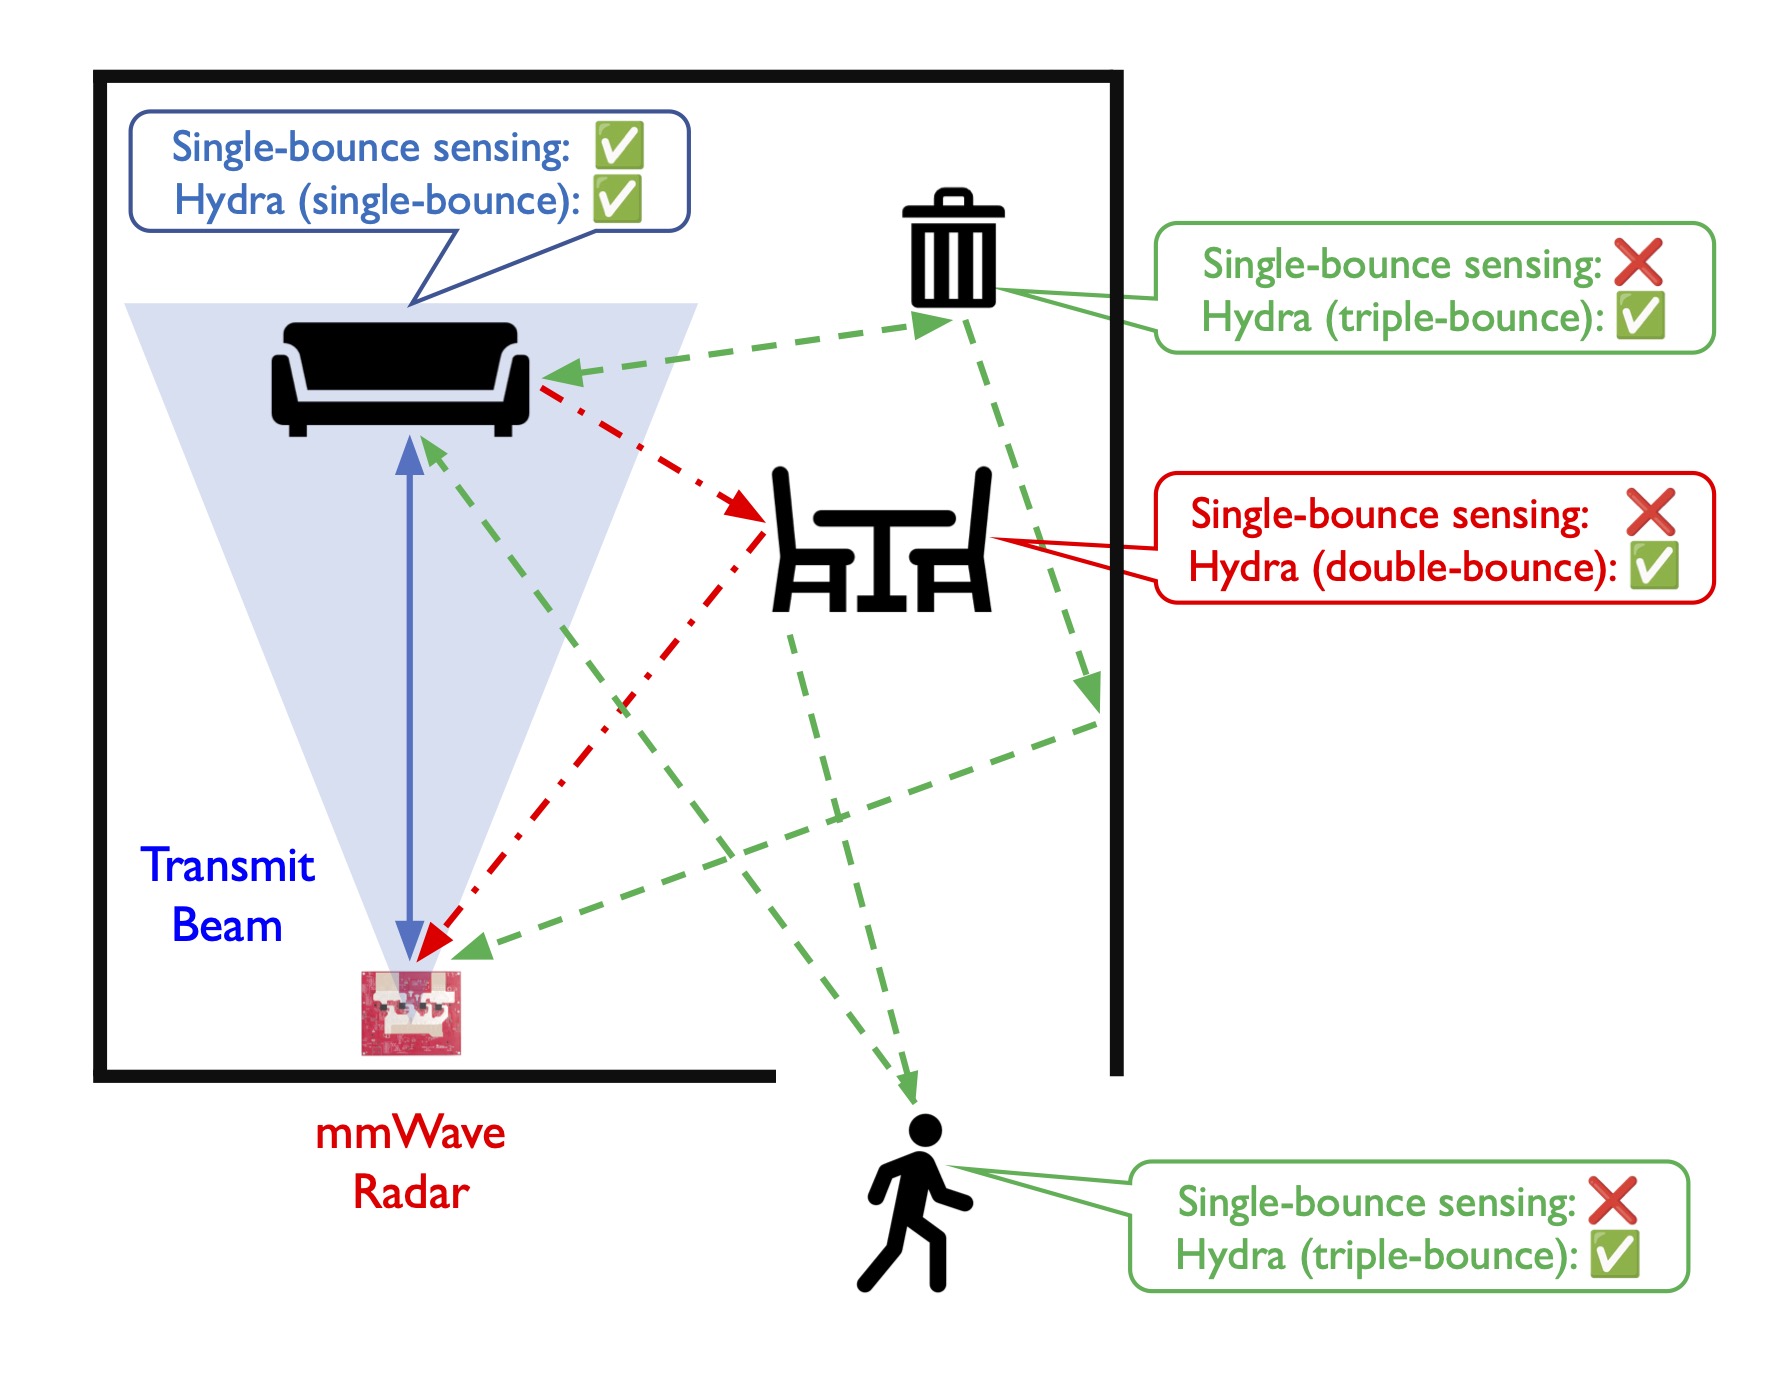 Single-bounce sensing: ✅
Hydra (single-bounce): ✅
Single-bounce sensing: ❌
Hydra (triple-bounce): ✅
Single-bounce sensing: ❌
Hydra (double-bounce): ✅
Transmit
Beam
mmWave
Radar
Single-bounce sensing: ❌
Hydra (triple-bounce): ✅